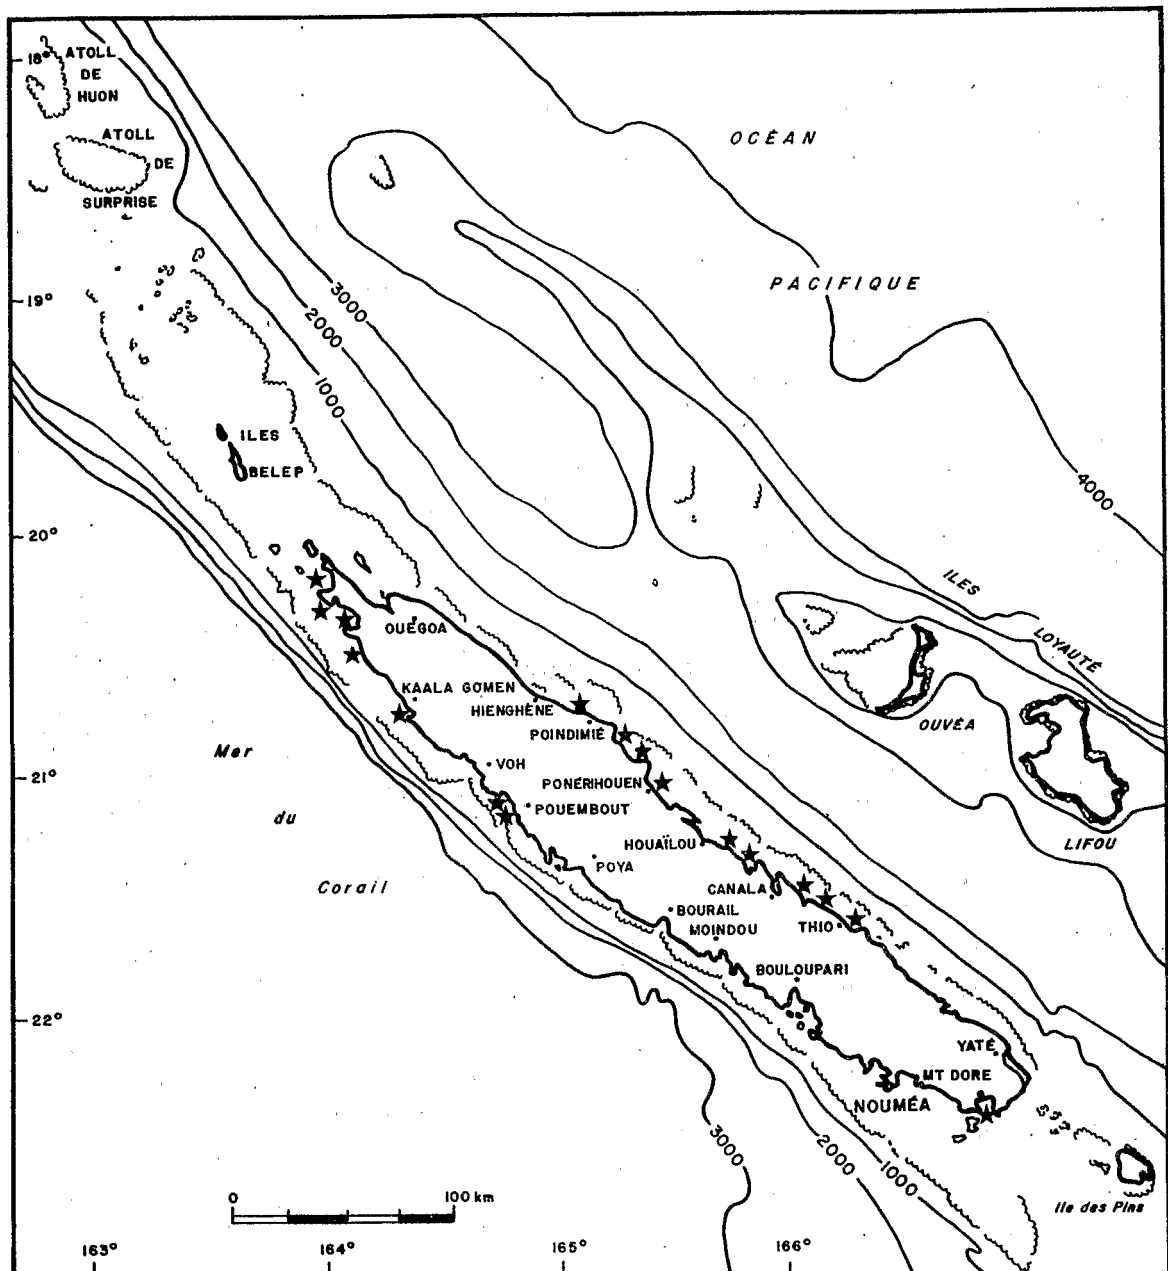 18°
ATOLL
DE
HUON
ATOLL
DE
SURPRISE
OCÉAN
PACIFIQUE
19°
3000
2000
1000
ILES
BELEP
4000
20°
ILES
LOYAUTÉ
OUEGOA
KAALA GOMEN
HIENGHÈNE
OUVÉA
POINDIMIÉ
Mer
VOH
21°
PONERIHOUEN
POUEMBOUT
du
HOUAÏLOU
LIFOU
POYA
Corail
CANALA
BOURAIL
MOINDOU
THIO
BOULOUPARI
22°
YATÉ
MT DORE
NOUMÉA
3000
2000
1000
0 100 km
Ile des Pins
163° 164° 165° 166°